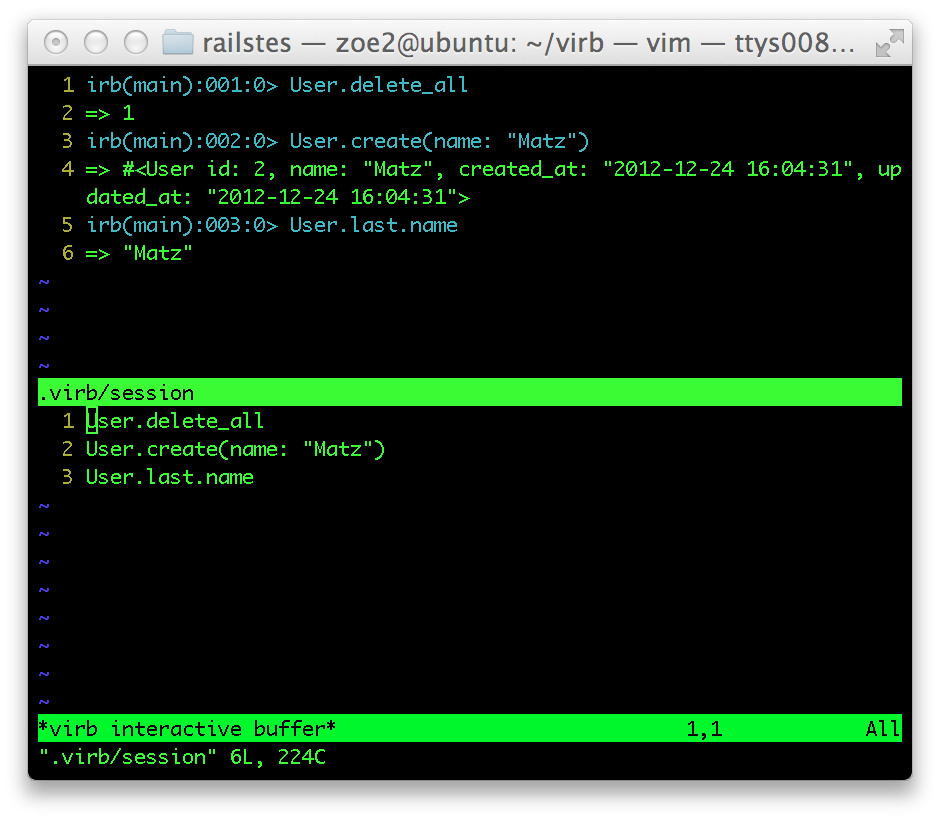 railstes — zoe2@ubuntu: ~/virb — vim — ttys008...
1 irb(main):001:0> User.delete_all
2 => 1
3 irb(main):002:0> User.create(name: "Matz")
4 => #<User id: 2, name: "Matz", created_at: "2012-12-24 16:04:31", up
dated_at: "2012-12-24 16:04:31">
5 irb(main):003:0> User.last.name
6 => "Matz"
~
~
~
~
.virb/session
1 User.delete_all
2 User.create(name: "Matz")
3 User.last.name
~
~
~
~
~
~
~
~
*virb interactive buffer* 1,1 All
".virb/session" 6L, 224C